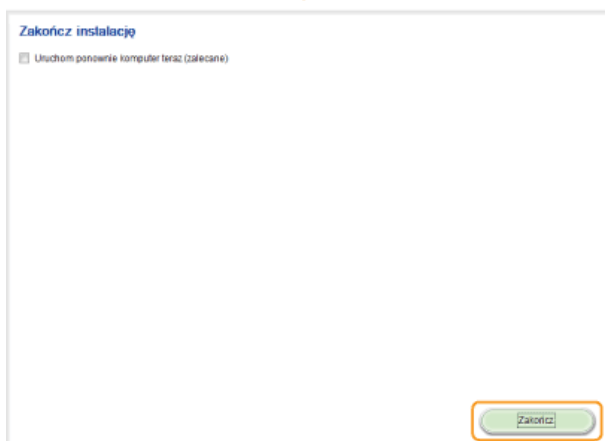 Zakończ instalację
Uruchom ponownie komputer teraz (zalecane)
Zakończ